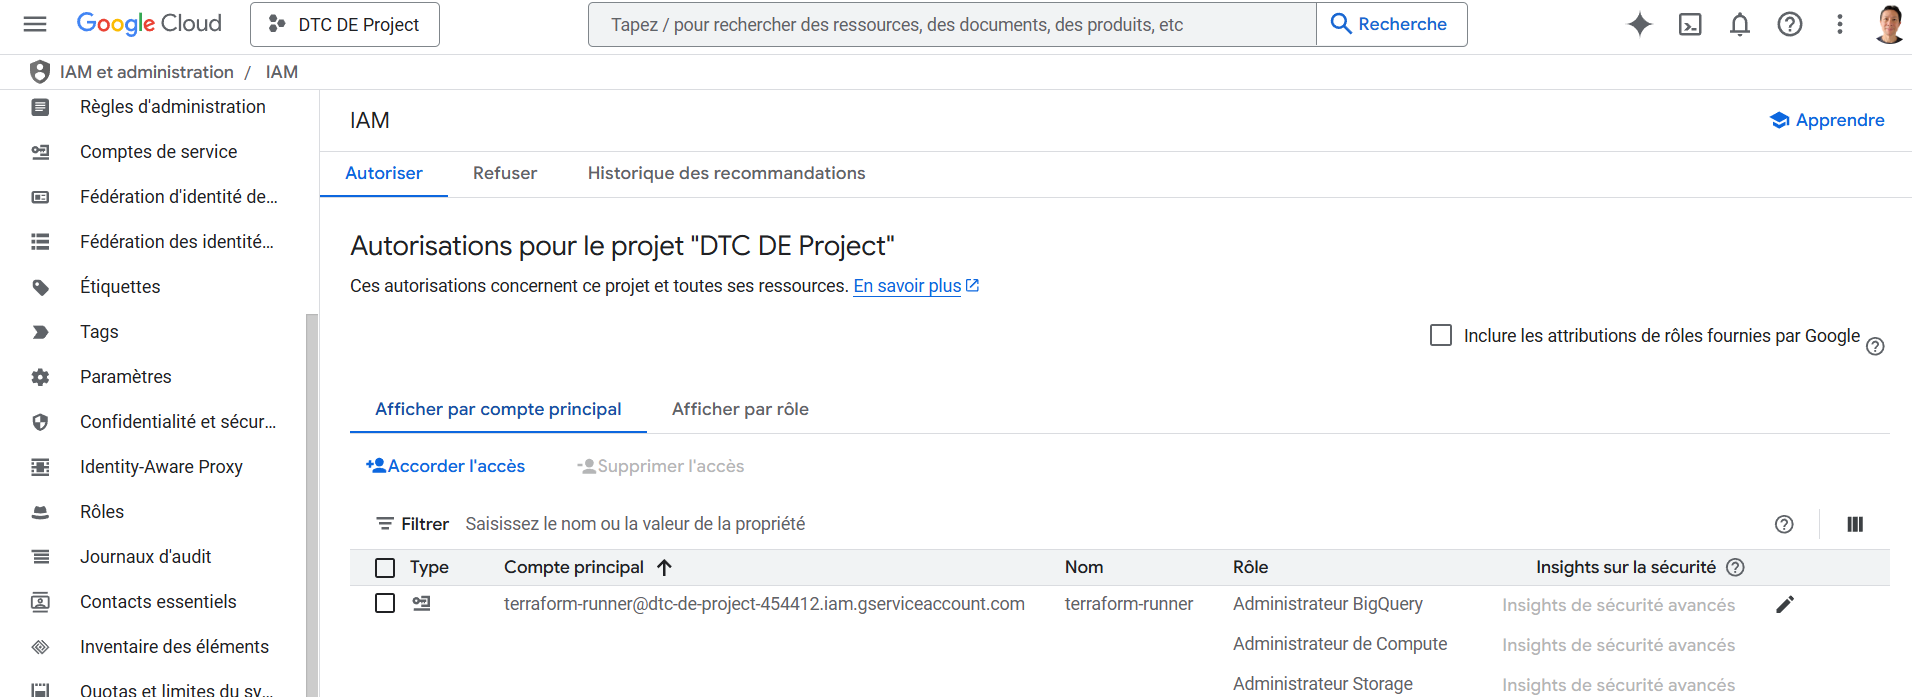 Google Cloud
DTC DE Project
Tapez / pour rechercher des ressources, des documents, des produits, etc
Recherche
IAM et administration / IAM
Règles d'administration
Comptes de service
Fédération d'identité de...
Fédération des identité...
Étiquettes
Tags
Paramètres
Confidentialité et sécur...
Identity-Aware Proxy
Rôles
Journaux d'audit
Contacts essentiels
Inventaire des éléments
Quotas et limites du sy...
IAM
Apprendre
Autoriser Refuser Historique des recommandations
Autorisations pour le projet "DTC DE Project"
Ces autorisations concernent ce projet et toutes ses ressources. En savoir plus
Inclure les attributions de rôles fournies par Google
Afficher par compte principal Afficher par rôle
Accorder l'accès Supprimer l'accès
Filtrer Saisissez le nom ou la valeur de la propriété
Type Compte principal Nom Rôle Insights sur la sécurité
terraform-runner@dtc-de-project-454412.iam.gserviceaccount.com terraform-runner Administrateur BigQuery Insights de sécurité avancés
Administrateur de Compute Insights de sécurité avancés
Administrateur Storage Insights de sécurité avancés